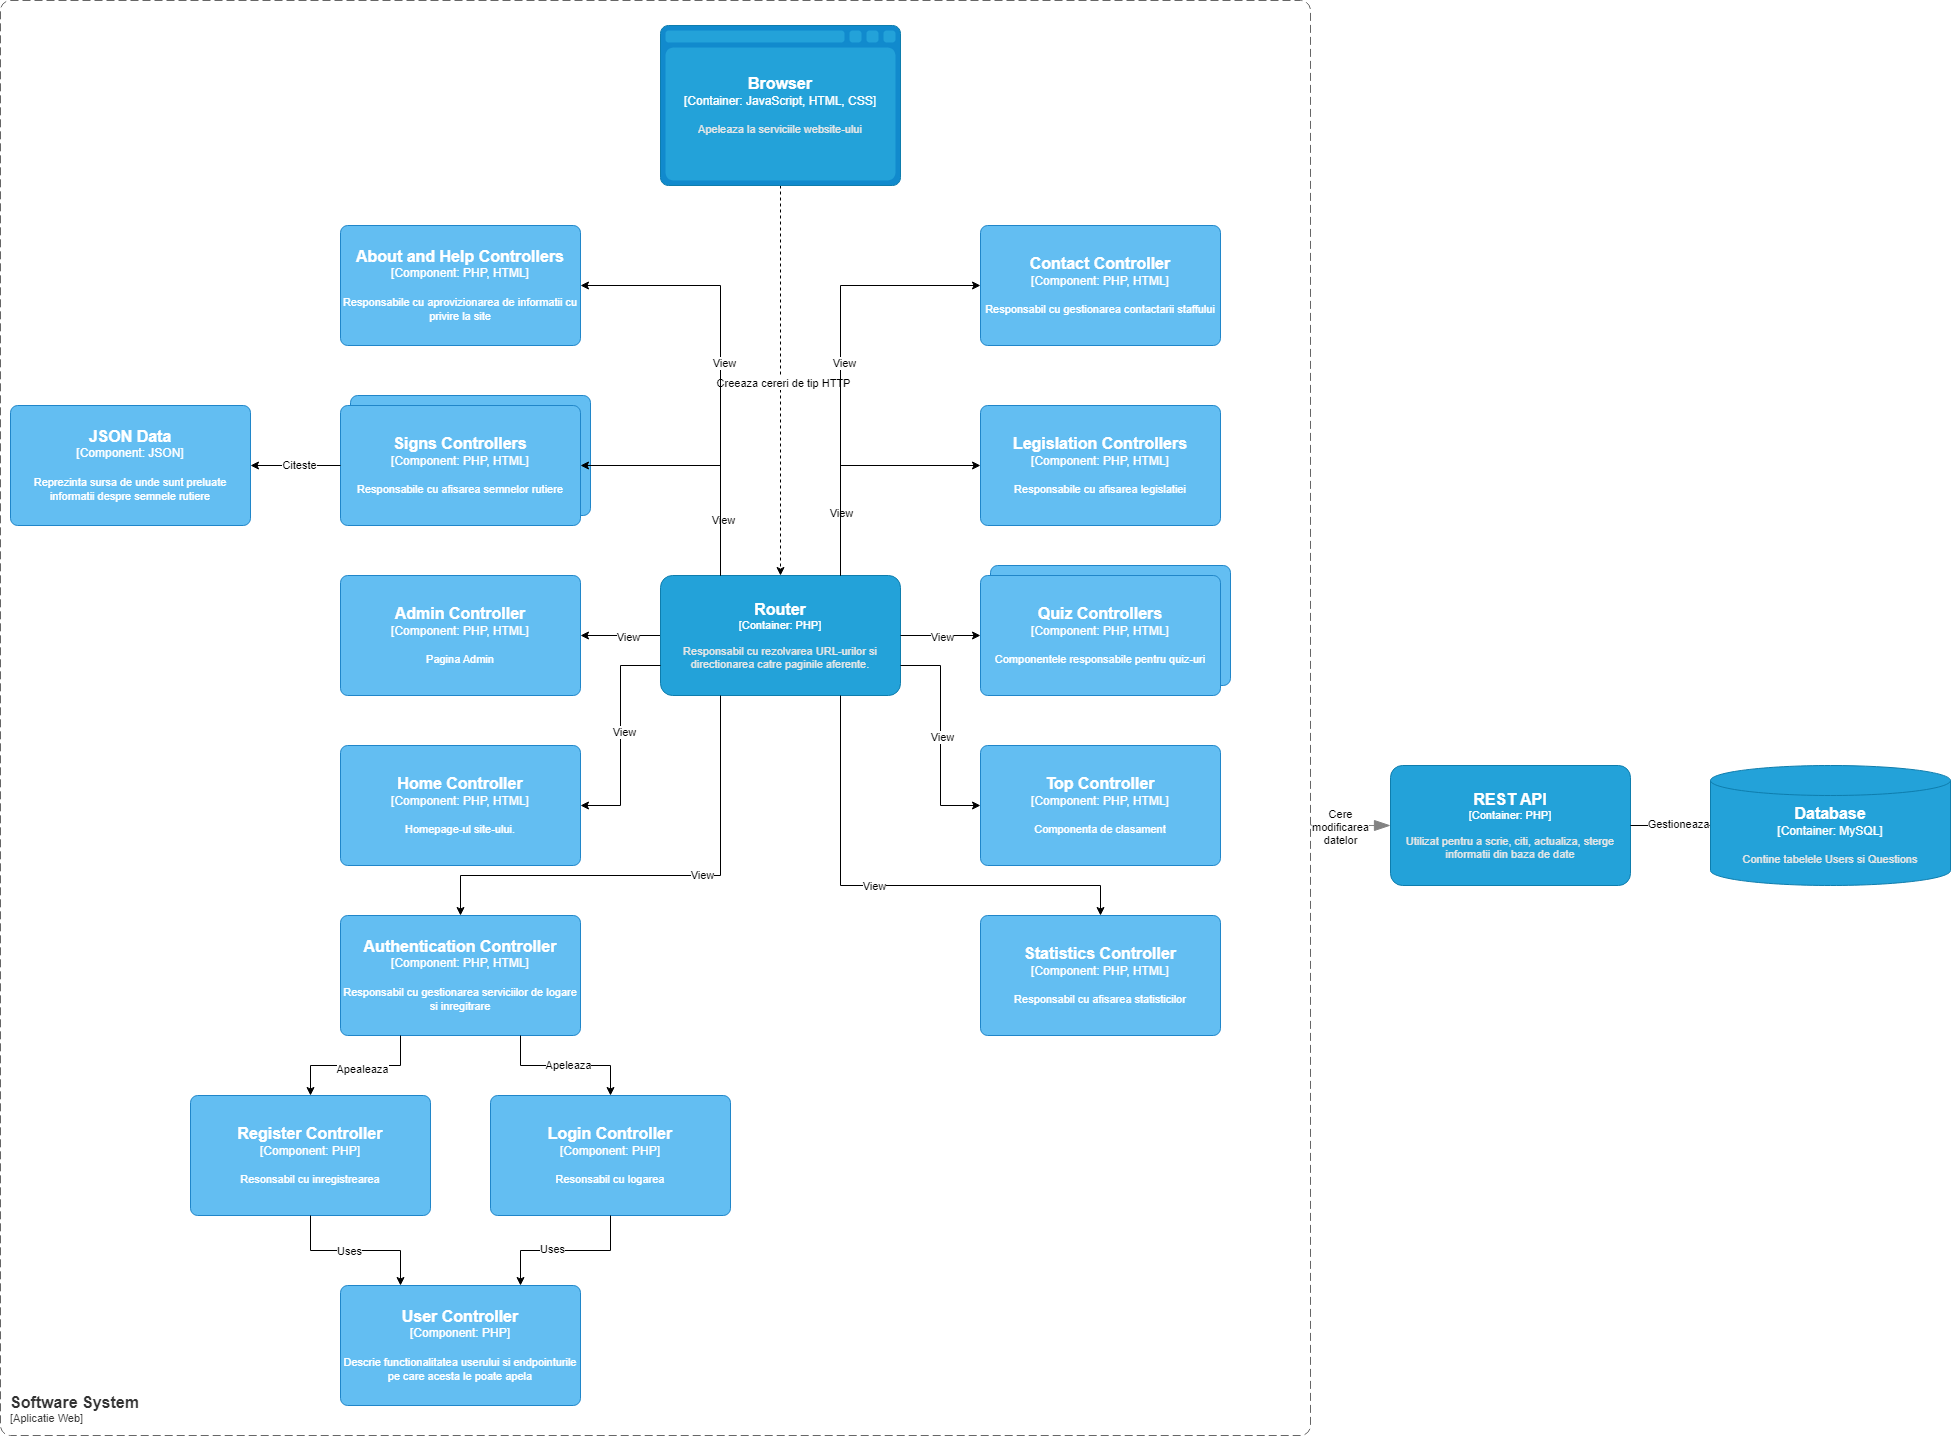 Browser
[Container: JavaScript, HTML, CSS]
Apeleaza la serviciile website-ului
About and Help Controllers
[Component: PHP, HTML]
Responsabile cu aprovizionarea de informatii cu
privire la site
Contact Controller
[Component: PHP, HTML]
Responsabil cu gestionarea contactarii staffului
View
View
Creeaza cereri de tip HTTP
JSON Data
[Component: JSON]
Reprezinta sursa de unde sunt preluate
informatii despre semnele rutiere
Citeste
Signs Controllers
[Component: PHP, HTML]
Responsabile cu afisarea semnelor rutiere
Legislation Controllers
[Component: PHP, HTML]
Responsabile cu afisarea legislatiei
View
View
Admin Controller
[Component: PHP, HTML]
Pagina Admin
View
Router
[Container: PHP]
Responsabil cu rezolvarea URL-urilor si
directionarea catre paginile aferente.
View
Quiz Controllers
[Component: PHP, HTML]
Componentele responsabile pentru quiz-uri
View
View
Home Controller
[Component: PHP, HTML]
Homepage-ul site-ului.
Top Controller
[Component: PHP, HTML]
Componenta de clasament
Cere
modificarea
datelor
REST API
[Container: PHP]
Utilizat pentru a scrie, citi, actualiza, sterge
informatii din baza de date
Gestioneaza
Database
[Container: MySQL]
Contine tabelele Users si Questions
View
View
Authentication Controller
[Component: PHP, HTML]
Responsabil cu gestionarea serviciilor de logare
si inregitrare
Statistics Controller
[Component: PHP, HTML]
Responsabil cu afisarea statisticilor
Apealeaza
Apeleaza
Register Controller
[Component: PHP]
Resonsabil cu inregistrearea
Login Controller
[Component: PHP]
Resonsabil cu logarea
Uses
Uses
User Controller
[Component: PHP]
Descrie functionalitatea userului si endpointurile
pe care acesta le poate apela
Software System
[Aplicatie Web]